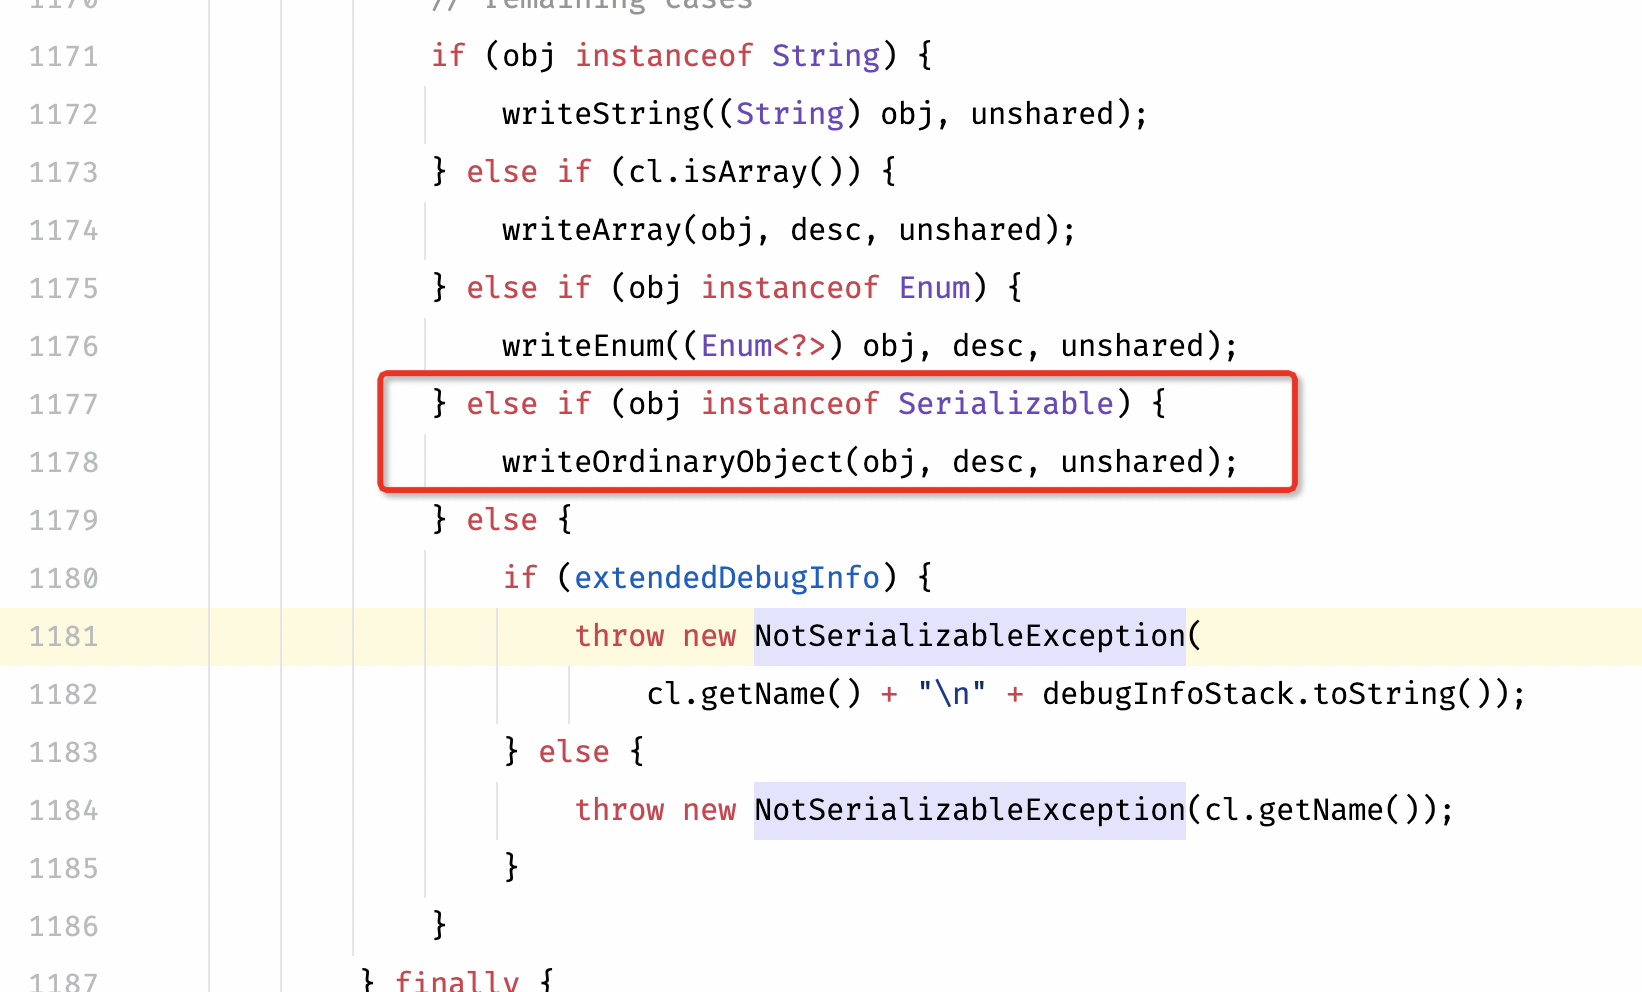 1170 // remaining cases
1171 if (obj instanceof String) {
1172 writeString((String) obj, unshared);
1173 } else if (cl.isArray()) {
1174 writeArray(obj, desc, unshared);
1175 } else if (obj instanceof Enum) {
1176 writeEnum((Enum<?>) obj, desc, unshared);
1177 } else if (obj instanceof Serializable) {
1178 writeOrdinaryObject(obj, desc, unshared);
1179 } else {
1180 if (extendedDebugInfo) {
1181 throw new NotSerializableException(
1182 cl.getName() + "\n" + debugInfoStack.toString());
1183 } else {
1184 throw new NotSerializableException(cl.getName());
1185 }
1186 }
1187 } finally {